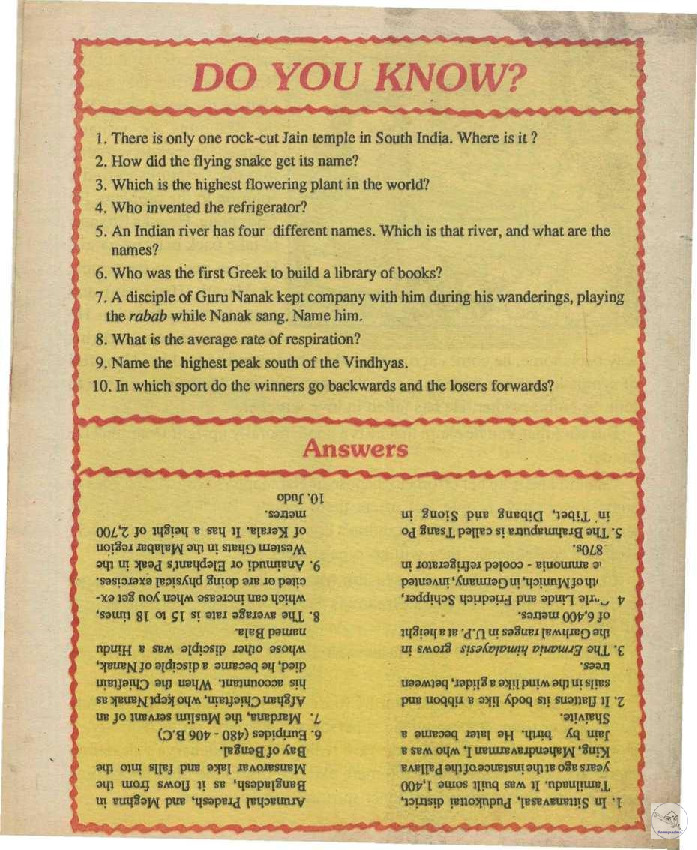 DO YOU KNOW?
1. There is only one rock-cut Jain temple in South India. Where is it ?
2. How did the flying snake get its name?
3. Which is the highest flowering plant in the world?
4. Who invented the refrigerator?
5. An Indian river has four different names. Which is that river, and what are the
names?
6. Who was the first Greek to build a library of books?
7. A disciple of Guru Nanak kept company with him during his wanderings, playing
the rabab while Nanak sang. Name him.
8. What is the average rate of respiration?
9. Name the highest peak south of the Vindhyas.
10. In which sport do the winners go backwards and the losers forwards?
Answers
1. In Sittanavasal, Pudukottai district,
Tamilnadu. It was built some 1,400
years ago at the instance of the Pallava
King, Mahendravarman I, who was a
Jain by birth. He later became a
Shaivite.
2. It flattens its body like a ribbon and
sails in the wind like a glider, between
trees.
3. The Ermania himalayesis grows in
the Garhwal ranges in U.P. at a height
of 6,400 metres.
4 Linde and Friedrich Schipper,
of Munich, in Germany, invented
ammonia - cooled refrigerator in
870s.
5. The Brahmaputra is called Tsang Po
in Tibet, Dibang and Siong in
Arunachal Pradesh, and Meghna in
Bangladesh, as it flows from the
Mansarovar lake and falls into the
Bay of Bengal.
6. Euripides (480 - 406 B.C)
7. Mardana, the Muslim servant of an
Afghan Chieftain, who kept Nanak as
his accountant. When the Chieftain
died, he became a disciple of Nanak,
whose other disciple was a Hindu
named Bala.
8. The average rate is 15 to 18 times,
which can increase when you get ex-
cited or are doing physical exercises.
9. Anaimudi or Elephant's Peak in the
Western Ghats in the Malabar region
of Kerala. It has a height of 2,700
metres.
10. Judo